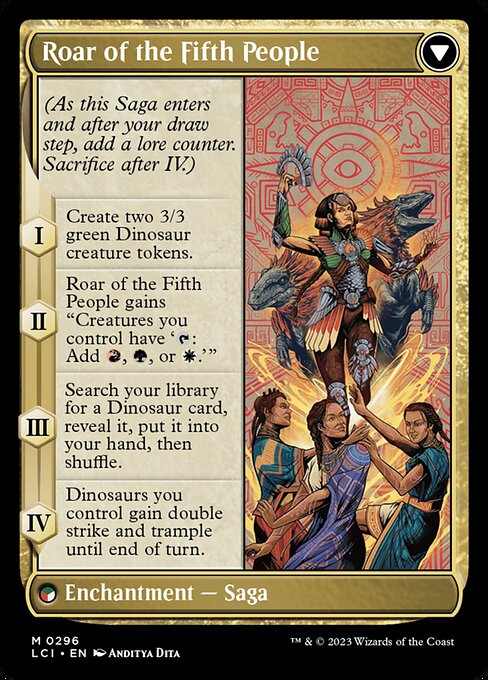 Roar of the Fifth People
(As this Saga enters
and after your draw
step, add a lore counter.
Sacrifice after IV.)
I
Create two 3/3
green Dinosaur
creature tokens.
II
Roar of the Fifth
People gains
“Creatures you
control have ‘:
Add , , or .’”
III
Search your library
for a Dinosaur card,
reveal it, put it into
your hand, then
shuffle.
IV
Dinosaurs you
control gain double
strike and trample
until end of turn.
Enchantment — Saga
M 0296
LCI • EN Anditya Dita
™ & © 2023 Wizards of the Coast